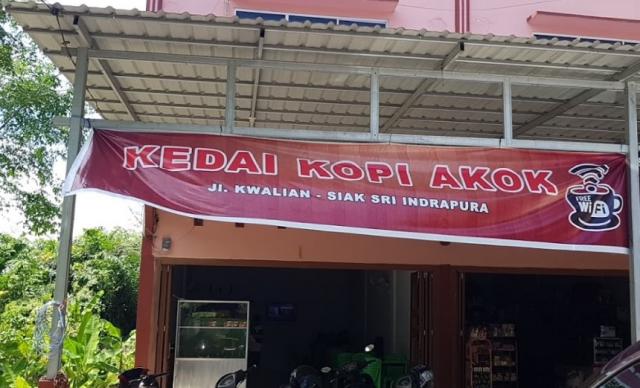 KEDAI KOPI AKOK
Jl. KWALIAN - SIAK SRI INDRAPURA
FREE
WiFi